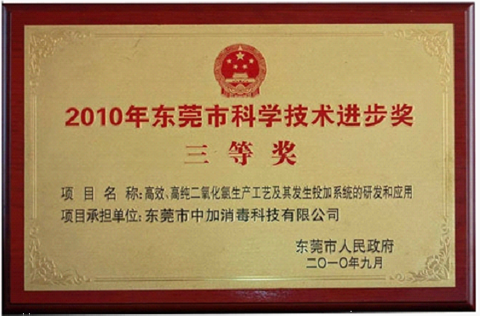 2010年东莞市科学技术进步奖
三等奖
项目名称:高效、高纯二氧化氯生产工艺及其发生投加系统的研发和应用
项目承担单位:东莞市中加消毒科技有限公司
东莞市人民政府
二〇一〇年九月